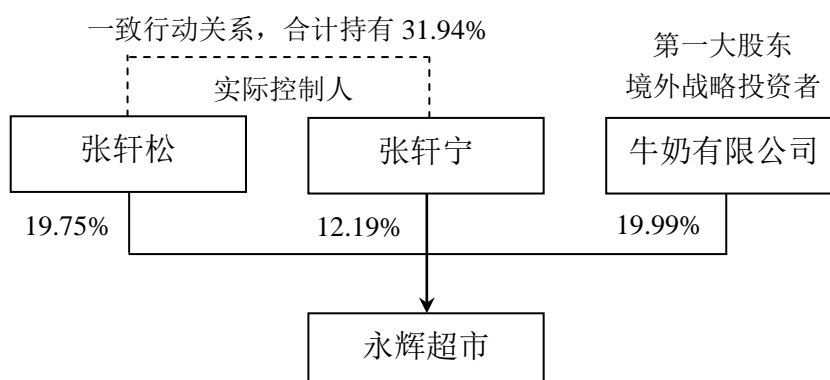 一致行动关系，合计持有 31.94%
第一大股东
境外战略投资者
实际控制人
张轩松
张轩宁
牛奶有限公司
19.75%
12.19%
19.99%
永辉超市